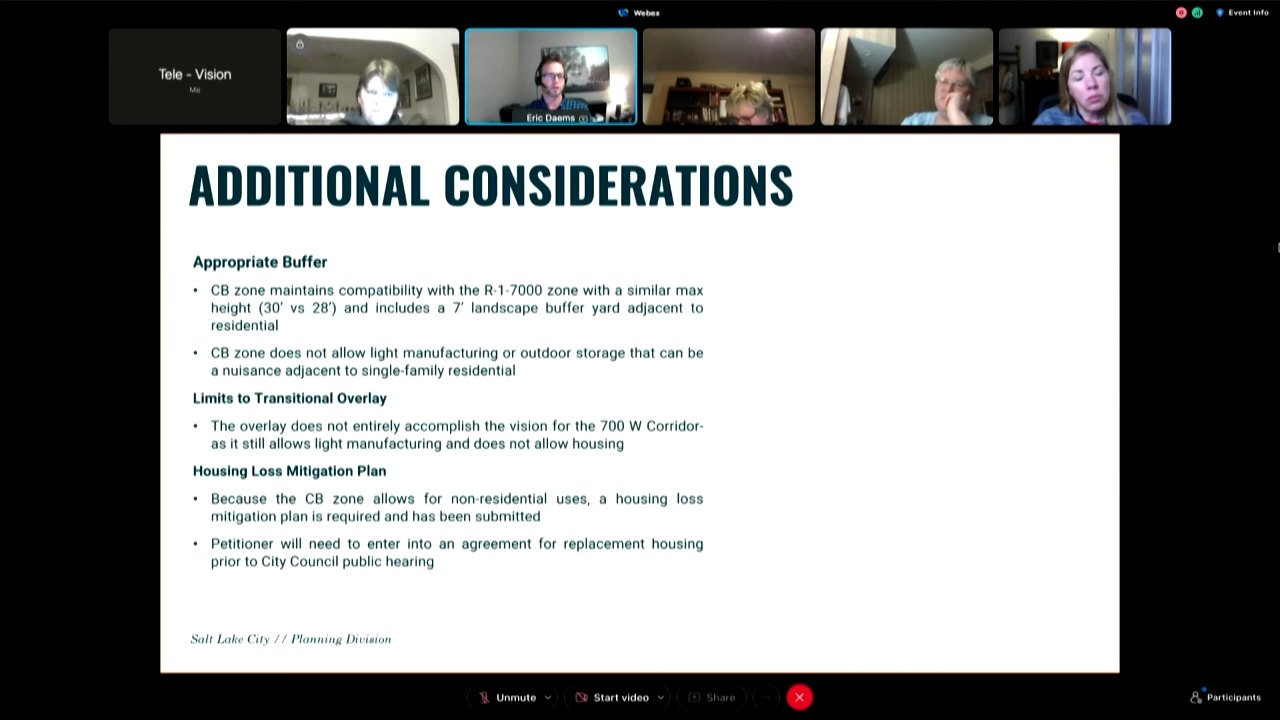 Webex
Event Info
Tele - Vision
Me
Eric Daems
ADDITIONAL CONSIDERATIONS
Appropriate Buffer
• CB zone maintains compatibility with the R-1-7000 zone with a similar max
height (30' vs 28') and includes a 7' landscape buffer yard adjacent to
residential
• CB zone does not allow light manufacturing or outdoor storage that can be
a nuisance adjacent to single-family residential
Limits to Transitional Overlay
• The overlay does not entirely accomplish the vision for the 700 W Corridor-
as it still allows light manufacturing and does not allow housing
Housing Loss Mitigation Plan
• Because the CB zone allows for non-residential uses, a housing loss
mitigation plan is required and has been submitted
• Petitioner will need to enter into an agreement for replacement housing
prior to City Council public hearing
Salt Lake City // Planning Division
Unmute
Start video
Share
Participants